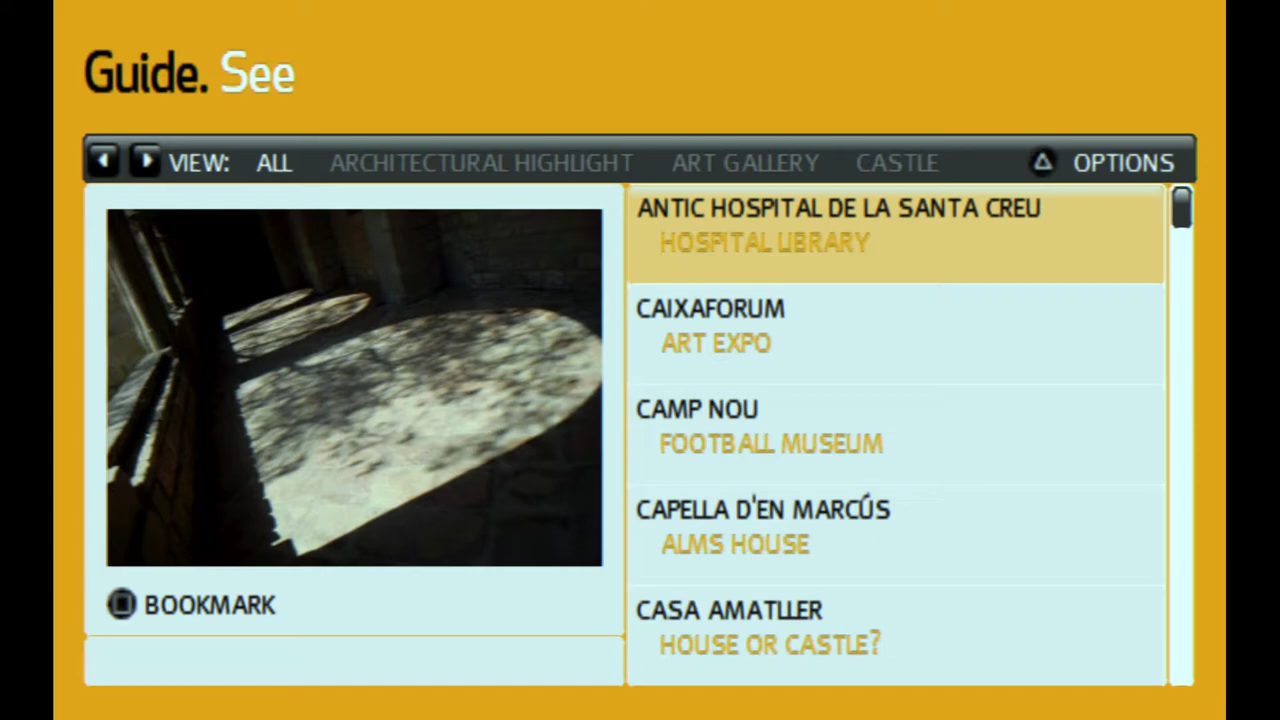 Guide. See
VIEW: ALL ARCHITECTURAL HIGHLIGHT ART GALLERY CASTLE OPTIONS
ANTIC HOSPITAL DE LA SANTA CREU
HOSPITAL LIBRARY
CAIXAFORUM
ART EXPO
CAMP NOU
FOOTBALL MUSEUM
CAPELLA D'EN MARCÚS
ALMS HOUSE
CASA AMATLLER
HOUSE OR CASTLE?
BOOKMARK